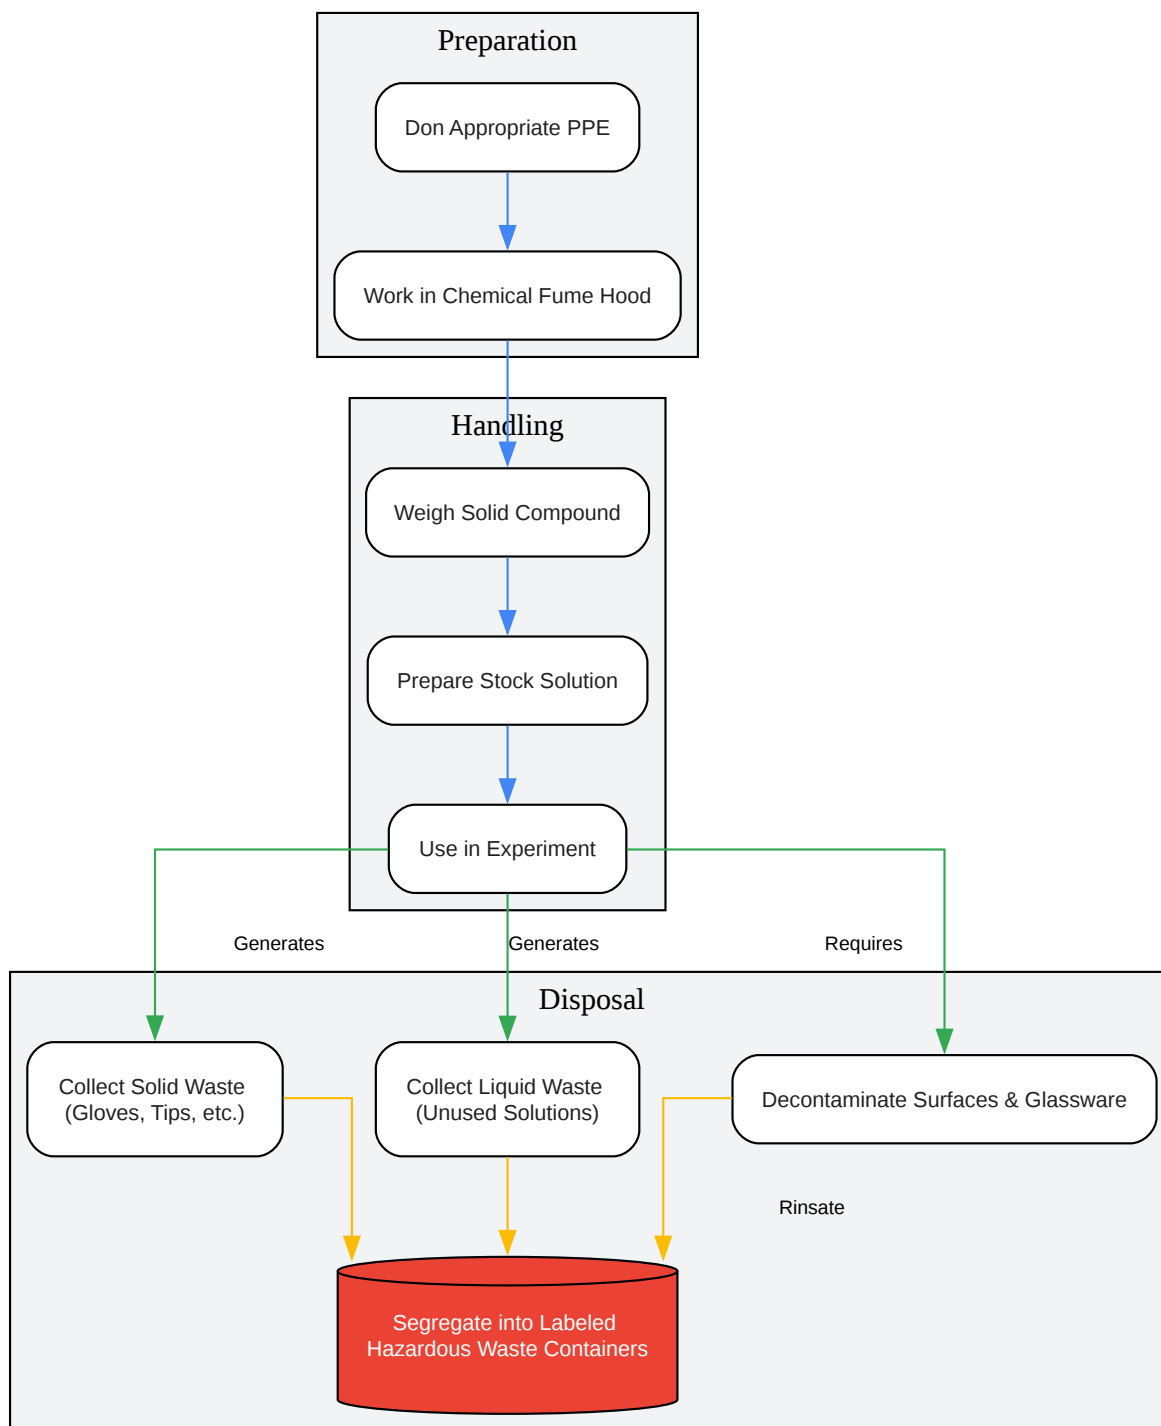 Preparation
Don Appropriate PPE
Work in Chemical Fume Hood
Handling
Weigh Solid Compound
Prepare Stock Solution
Use in Experiment
Generates
Generates
Requires
Disposal
Collect Solid Waste
(Gloves, Tips, etc.)
Collect Liquid Waste
(Unused Solutions)
Decontaminate Surfaces & Glassware
Rinsate
Segregate into Labeled
Hazardous Waste Containers